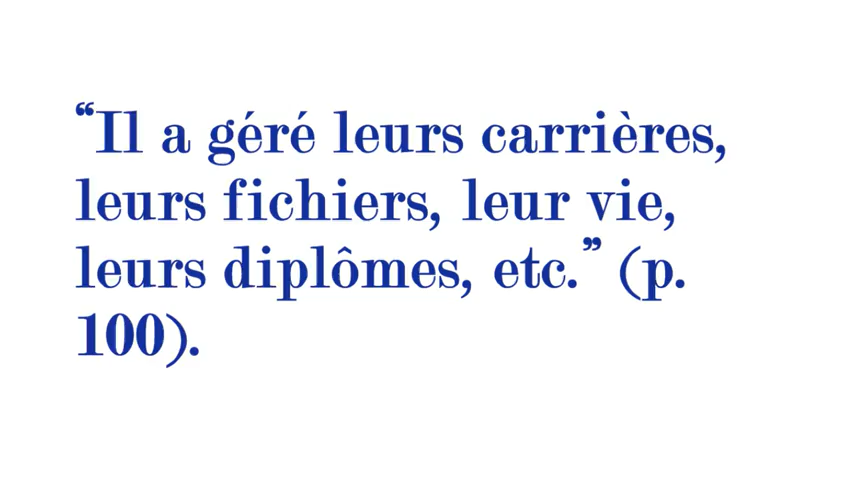 “Il a géré leurs carrières,
leurs fichiers, leur vie,
leurs diplômes, etc.” (p.
100).